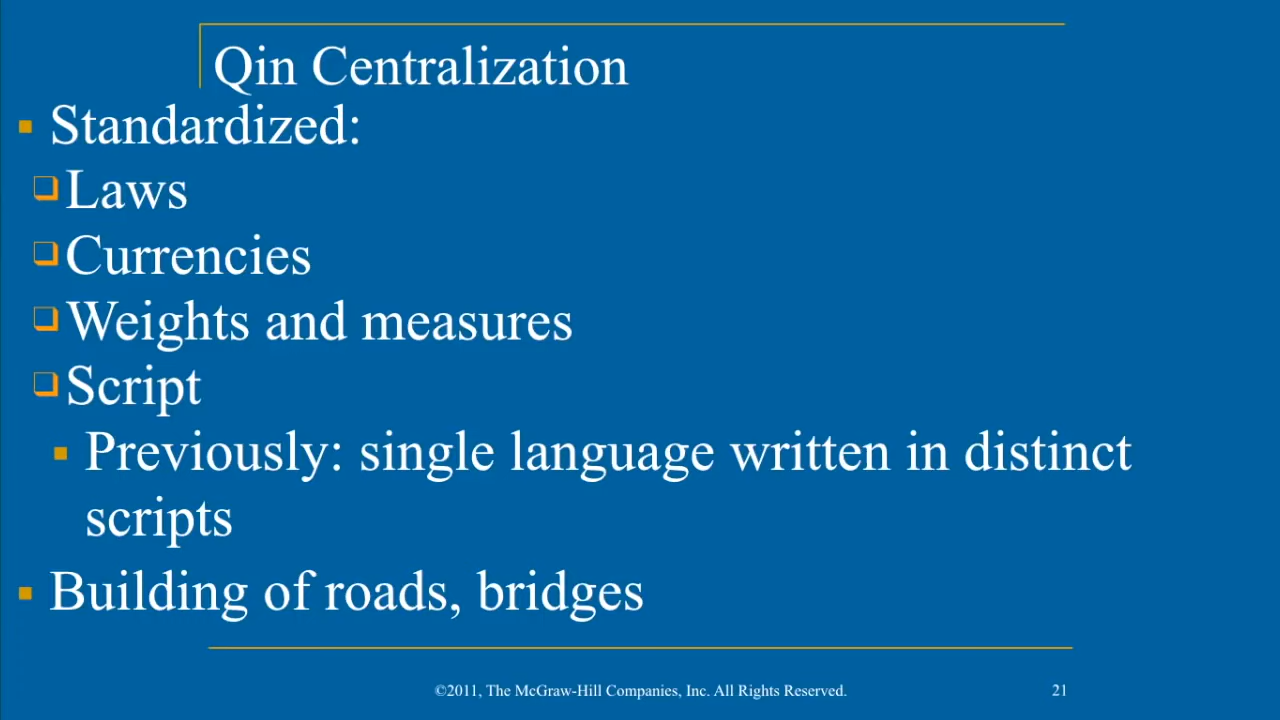 Qin Centralization
Standardized:
Laws
Currencies
Weights and measures
Script
Previously: single language written in distinct
scripts
Building of roads, bridges
©2011, The McGraw-Hill Companies, Inc. All Rights Reserved.
21